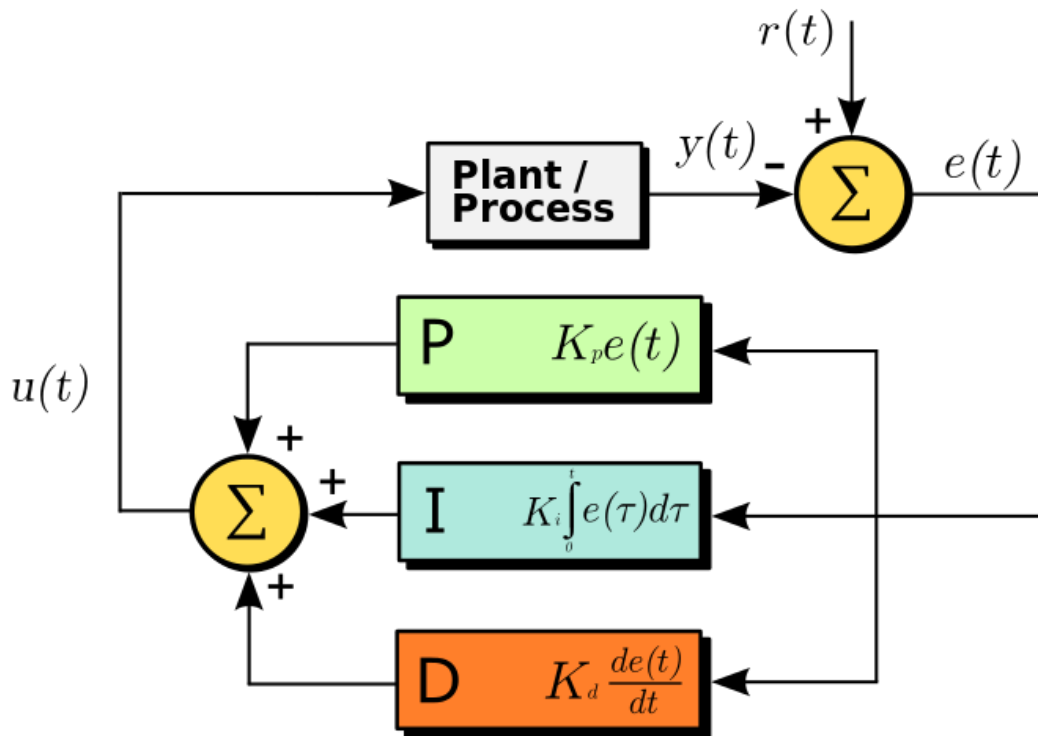 r(t)
+
y(t)
-
e(t)
Plant /
Process
Σ
P K_p e(t)
u(t)
+
+
I K_i ∫_0^t e(τ)dτ
Σ
+
D K_d de(t)/dt